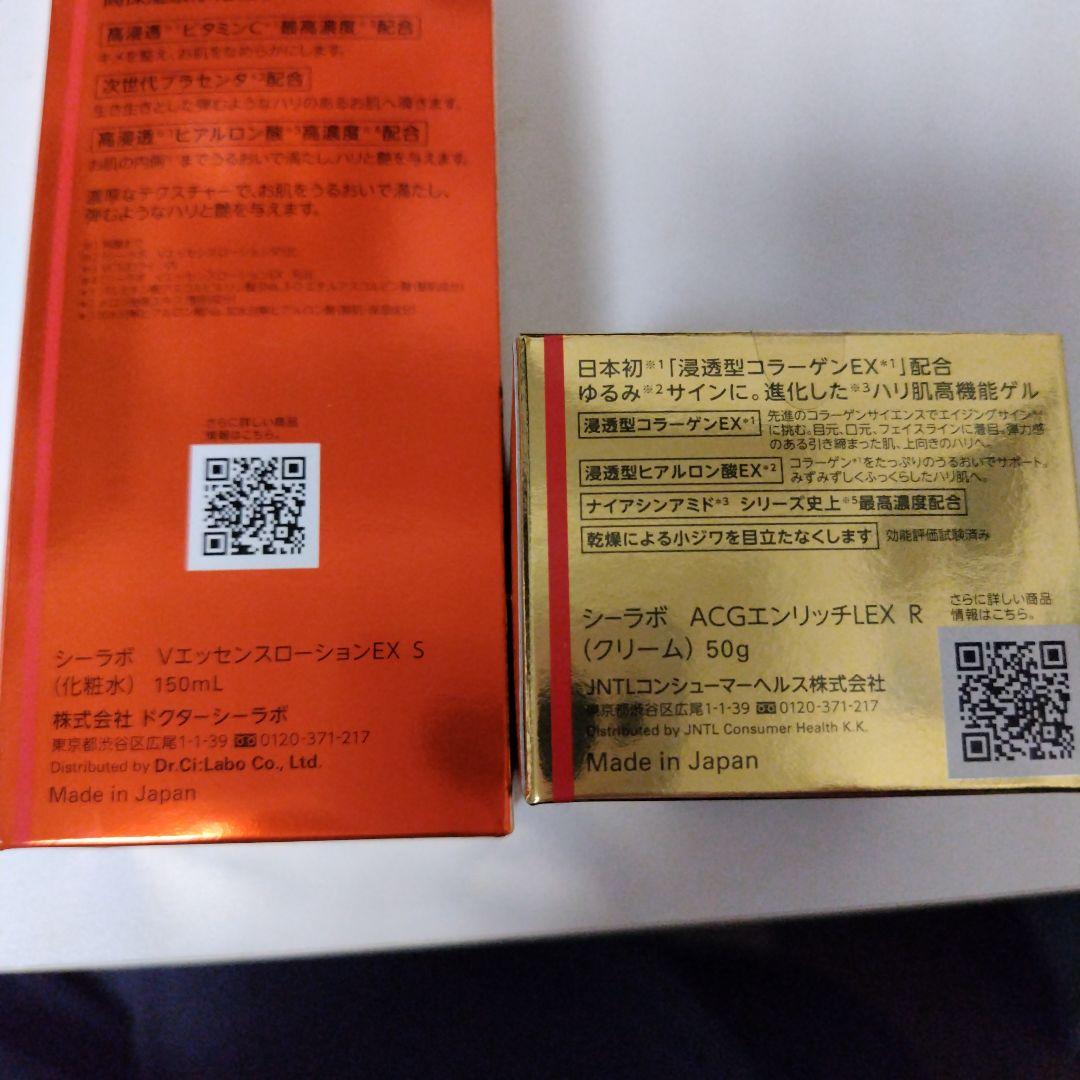 高浸透※1 ビタミンC※2 最高濃度※3 配合
キメを整え、お肌をなめらかにします。
次世代プラセンタ※2 配合
生き生きとした弾むようなハリのあるお肌へ導きます。
高浸透※1 ヒアルロン酸※3 高濃度※4 配合
お肌の内側※1までうるおいで満たし、ハリと艶を与えます。
濃厚なテクスチャーで、お肌をうるおいで満たし、
弾むようなハリと艶を与えます。
さらに詳しい商品
情報はこちら。
シーラボ VエッセンスローションEX S
(化粧水) 150mL
株式会社 ドクターシーラボ
東京都渋谷区広尾1-1-39 0120-371-217
Distributed by Dr.Ci:Labo Co., Ltd.
Made in Japan
日本初※1「浸透型コラーゲンEX*1」配合
ゆるみ※2サインに。進化した※3ハリ肌高機能ゲル
浸透型コラーゲンEX*1
先進のコラーゲンサイエンスでエイジングサイン
に挑む。目元、口元、フェイスラインに着目。弾力感
のある引き締まった肌、上向きのハリへ。
浸透型ヒアルロン酸EX*2
コラーゲン*1をたっぷりのうるおいでサポート。
みずみずしくふっくらしたハリ肌へ。
ナイアシンアミド*3 シリーズ史上※5最高濃度配合
乾燥による小ジワを目立たなくします 効能評価試験済み
さらに詳しい商品
情報はこちら。
シーラボ ACGエンリッチLEX R
(クリーム) 50g
JNTLコンシューマーヘルス株式会社
東京都渋谷区広尾1-1-39 0120-371-217
Distributed by JNTL Consumer Health K.K.
Made in Japan